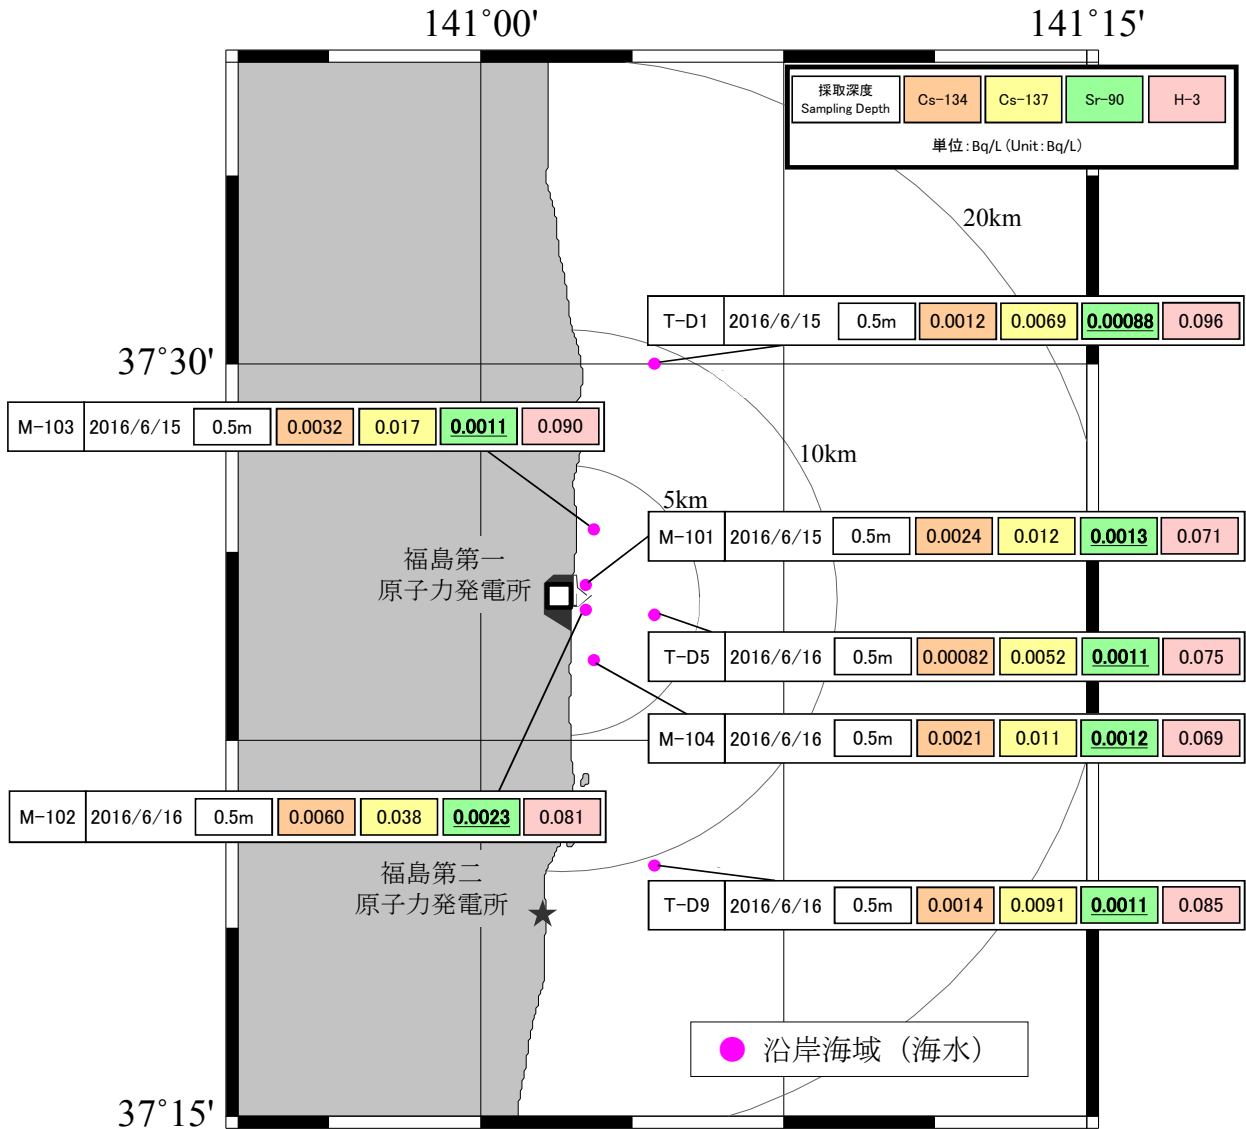 141°00'
141°15'
採取深度
Sampling Depth
Cs-134
Cs-137
Sr-90
H-3
単位:Bq/L (Unit:Bq/L)
20km
T-D1 2016/6/15 0.5m 0.0012 0.0069 0.00088 0.096
37°30'
M-103 2016/6/15 0.5m 0.0032 0.017 0.0011 0.090
10km
5km
M-101 2016/6/15 0.5m 0.0024 0.012 0.0013 0.071
福島第一
原子力発電所
T-D5 2016/6/16 0.5m 0.00082 0.0052 0.0011 0.075
M-104 2016/6/16 0.5m 0.0021 0.011 0.0012 0.069
M-102 2016/6/16 0.5m 0.0060 0.038 0.0023 0.081
福島第二
原子力発電所
T-D9 2016/6/16 0.5m 0.0014 0.0091 0.0011 0.085
沿岸海域（海水）
37°15'